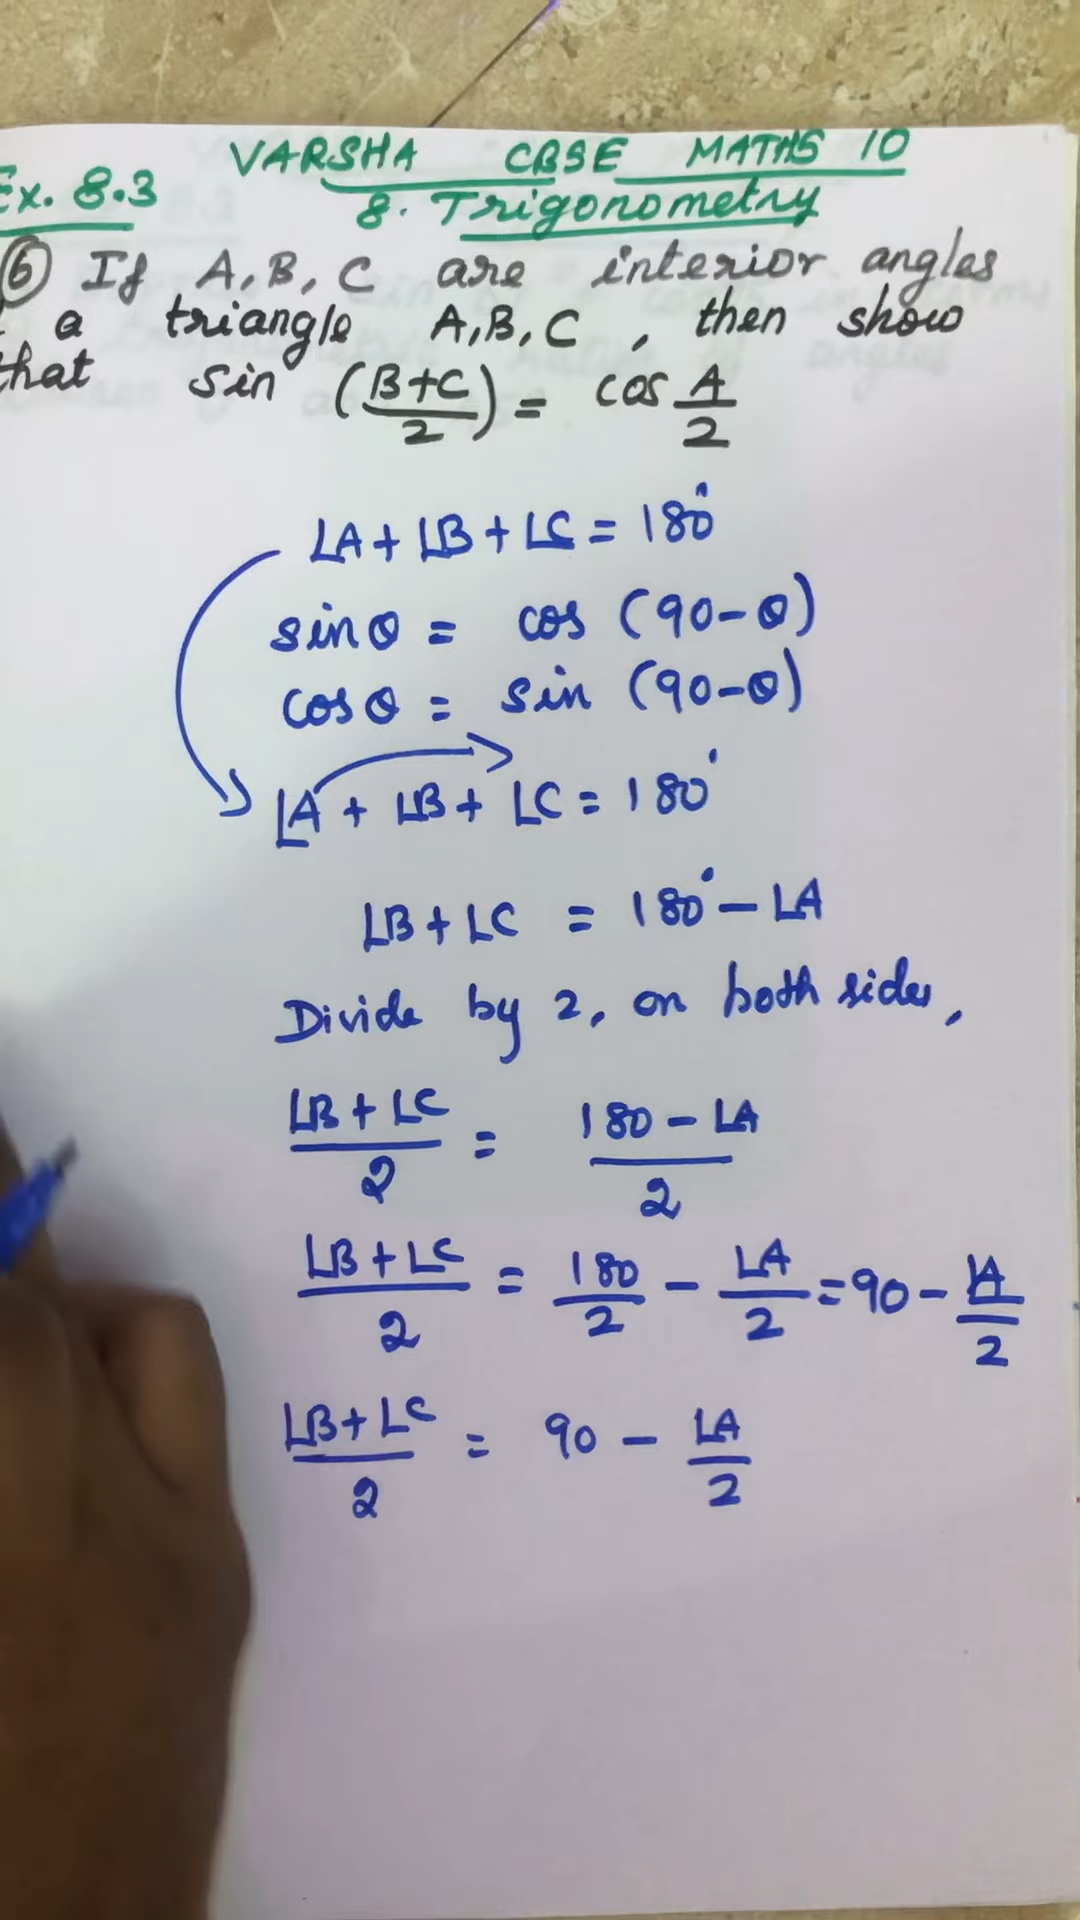 VARSHA CBSE MATHS 10
Ex. 8.3
8. Trigonometry
⑥ If A, B, C are interior angles
a triangle A, B, C, then show
that sin (B+C/2) = cos A/2
∠A + ∠B + ∠C = 180°
sin θ = cos (90-θ)
cos θ = sin (90-θ)
∠A + ∠B + ∠C = 180°
∠B + ∠C = 180° - ∠A
Divide by 2, on both sides,
∠B + ∠C / 2 = 180 - ∠A / 2
∠B + ∠C / 2 = 180/2 - ∠A/2 = 90 - ∠A/2
∠B + ∠C / 2 = 90 - ∠A/2